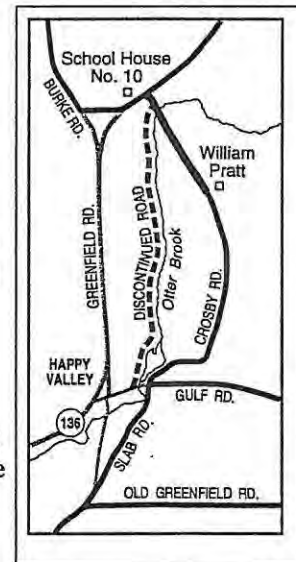 School House
No. 10
BURKE RD.
William
Pratt
GREENFIELD RD.
DISCONTINUED ROAD
Otter Brook
CROSBY RD.
HAPPY
VALLEY
136
GULF RD.
SLAB RD.
OLD GREENFIELD RD.